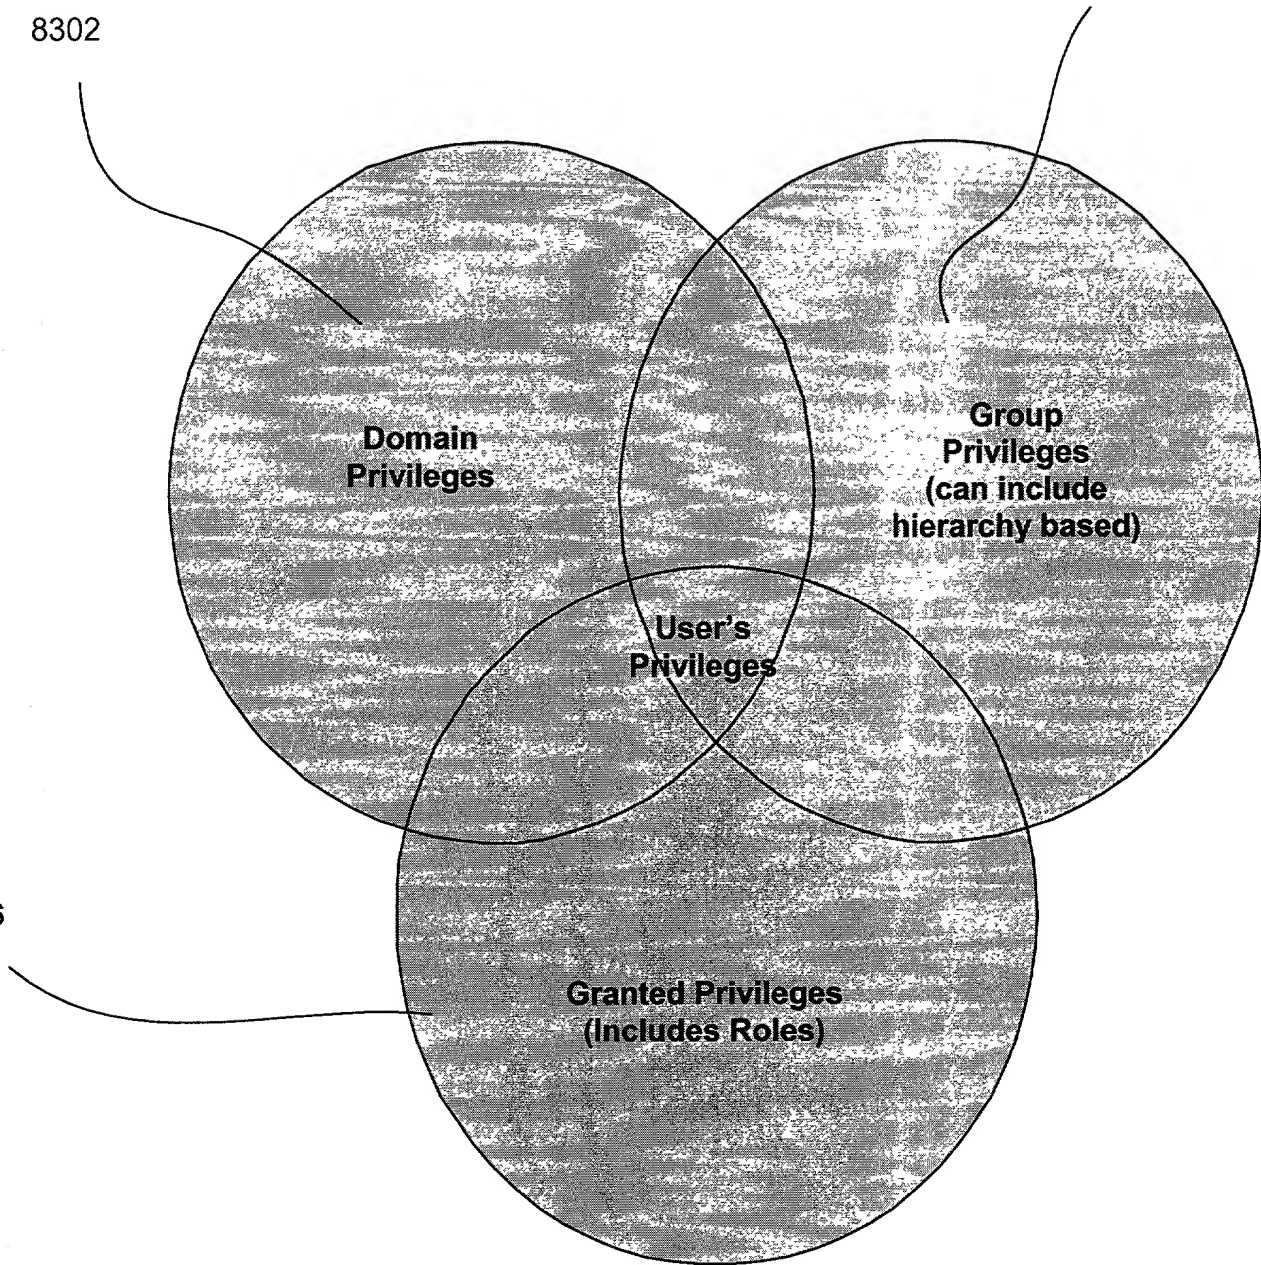 8302
Domain
Privileges
Group
Privileges
(can include
hierarchy based)
User's
Privileges
Granted Privileges
(Includes Roles)